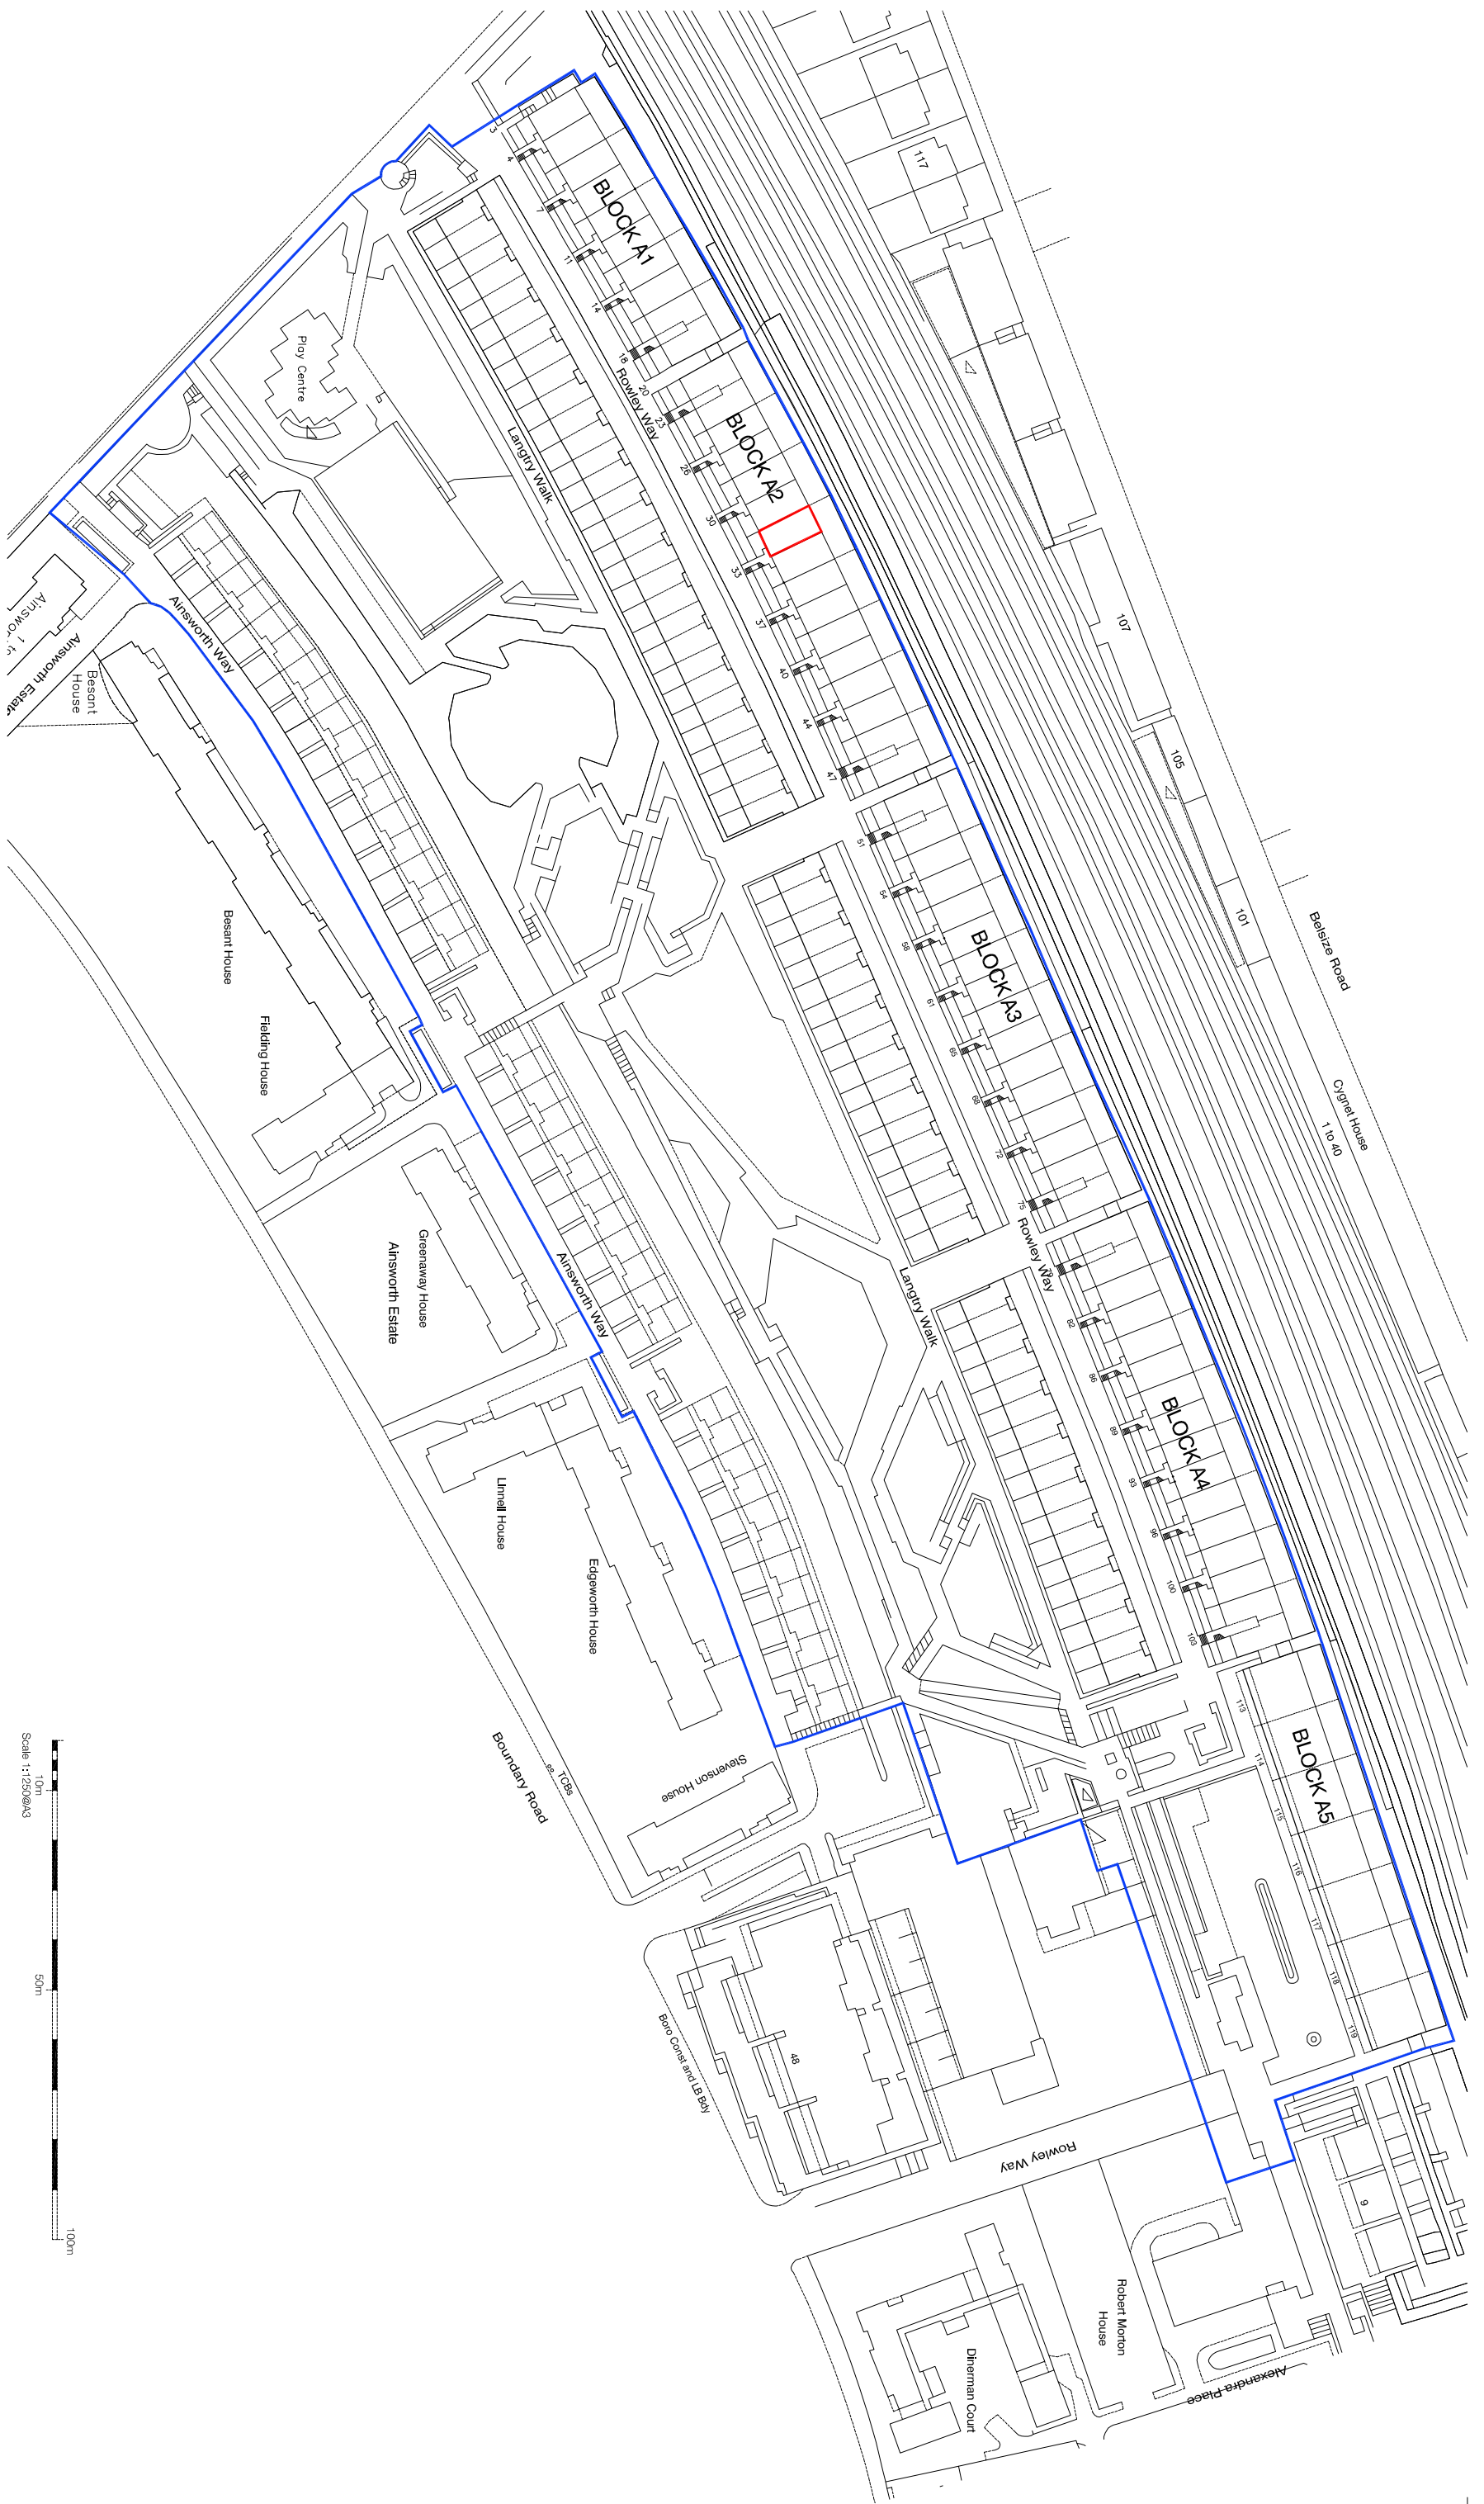 117
BLOCK A1
3
4
7
11
14
18
20
Rowley Way
Play Centre
Langtry Walk
BLOCK A2
23
26
30
33
37
40
44
47
107
105
101
Belsize Road
Cygnet House
1 to 40
Ainsworth Way
Ainsworth Estate
Besant
House
Besant House
Fielding House
BLOCK A3
51
54
58
61
65
68
72
75
Rowley Way
Greenaway House
Ainsworth Estate
Ainsworth Way
Langtry Walk
82
86
89
93
96
100
103
BLOCK A4
Linnell House
Edgeworth House
Boundary Road
TCBs
Stevenson House
BLOCK A5
113
114
115
116
117
118
119
48
Boro Const and LB Bdy
Rowley Way
9
Robert Morton
House
Dinerman Court
Alexandra Place
10m
50m
100m
Scale 1:1250@A3